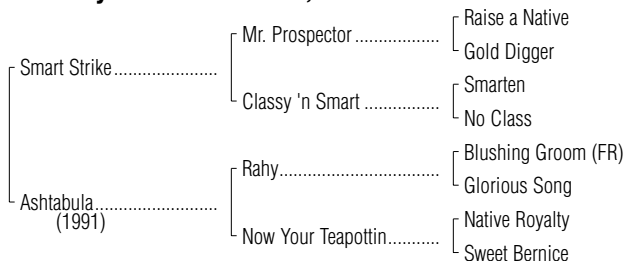 Raise a Native
Mr. Prospector..................
Gold Digger
Smart Strike......................
Smarten
Classy 'n Smart ................
No Class
Blushing Groom (FR)
Rahy..................................
Glorious Song
Ashtabula..........................
(1991)
Native Royalty
Now Your Teapottin...........
Sweet Bernice